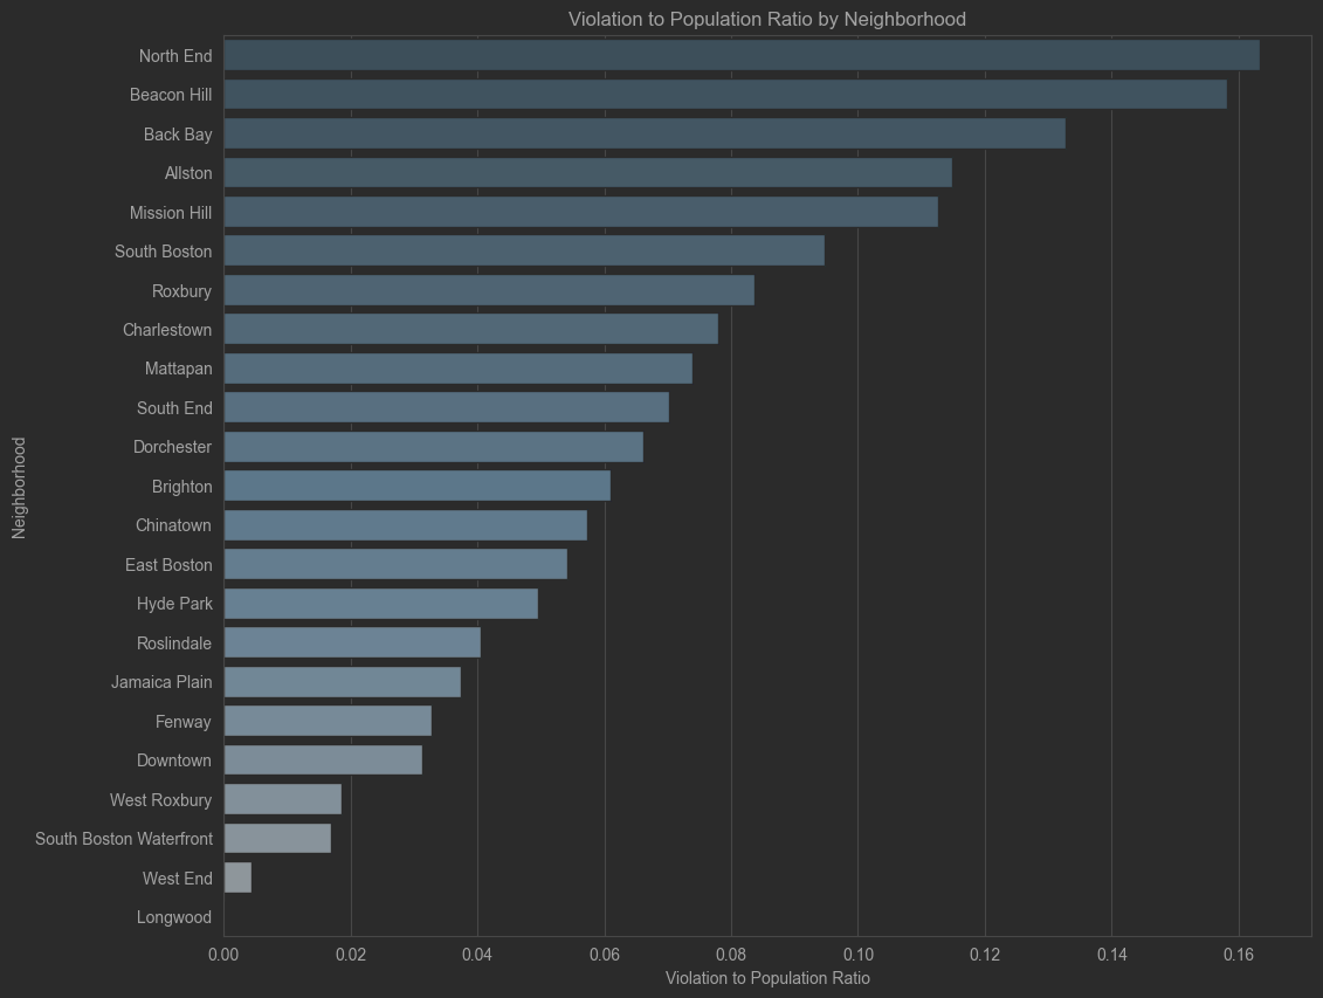 Violation to Population Ratio by Neighborhood
Neighborhood
North End
Beacon Hill
Back Bay
Allston
Mission Hill
South Boston
Roxbury
Charlestown
Mattapan
South End
Dorchester
Brighton
Chinatown
East Boston
Hyde Park
Roslindale
Jamaica Plain
Fenway
Downtown
West Roxbury
South Boston Waterfront
West End
Longwood
0.00 0.02 0.04 0.06 0.08 0.10 0.12 0.14 0.16
Violation to Population Ratio